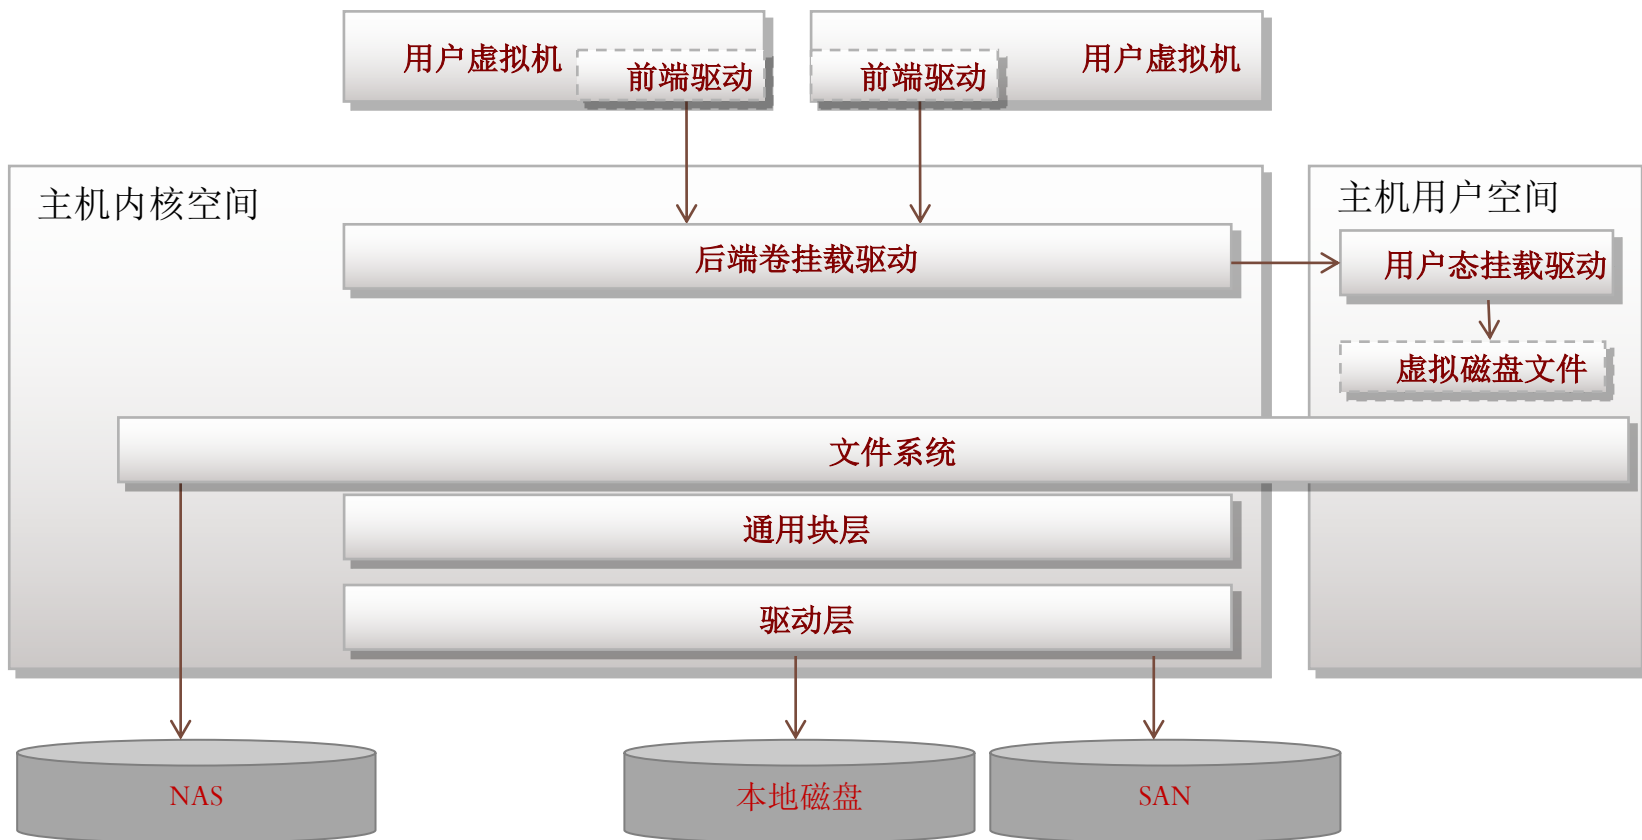 用户虚拟机
前端驱动
前端驱动
用户虚拟机
主机内核空间
主机用户空间
后端卷挂载驱动
用户态挂载驱动
虚拟磁盘文件
文件系统
通用块层
驱动层
NAS
本地磁盘
SAN